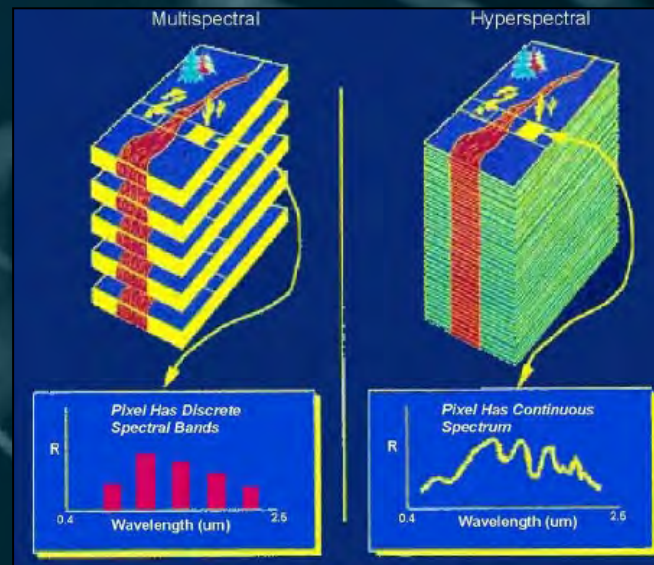 Multispectral
Hyperspectral
Pixel Has Discrete
Spectral Bands
R
0.4
Wavelength (um)
2.5
Pixel Has Continuous
Spectrum
R
0.4
Wavelength (um)
2.5